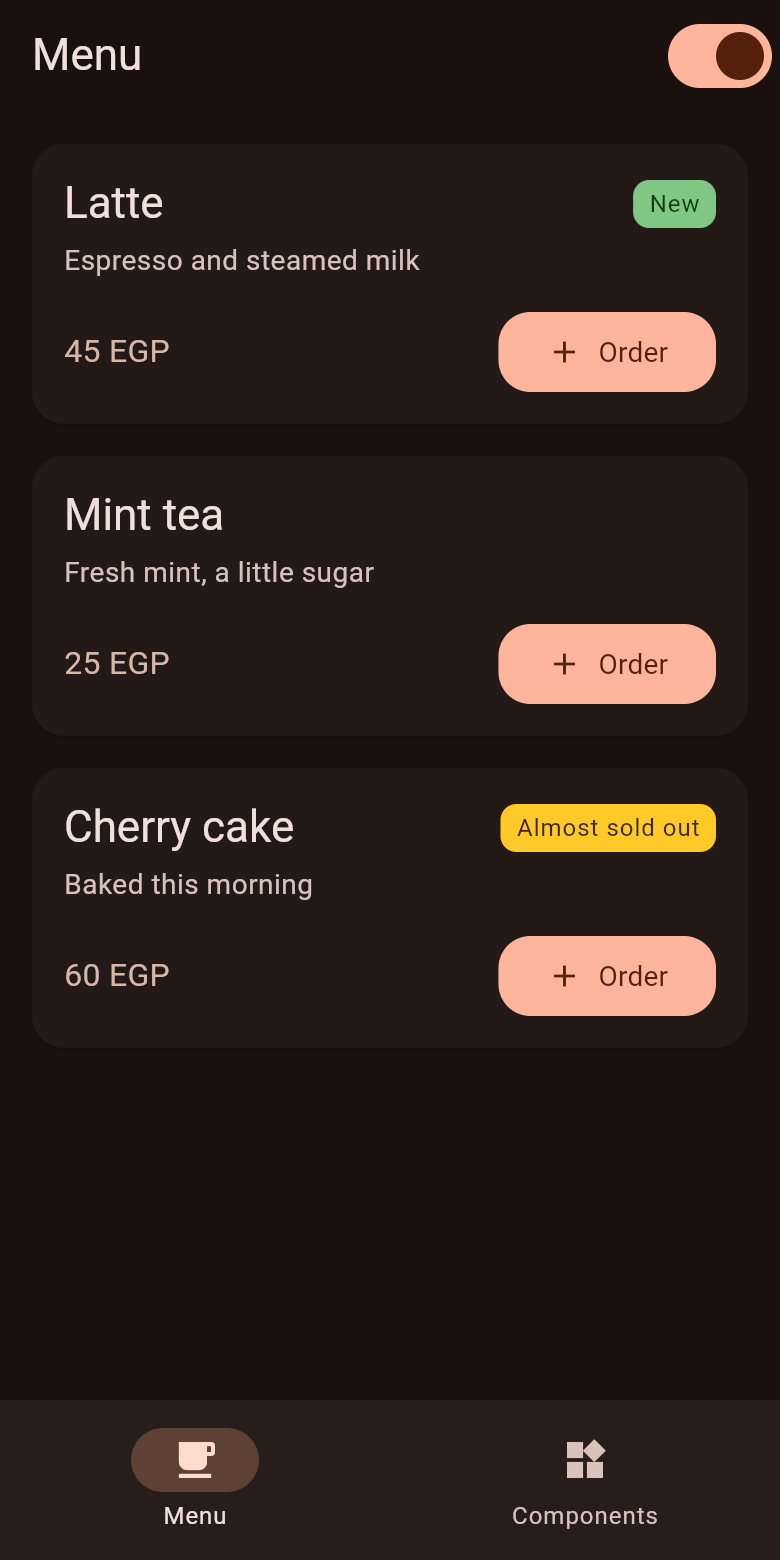 Menu
Latte
New
Espresso and steamed milk
45 EGP
Order
Mint tea
Fresh mint, a little sugar
25 EGP
Order
Cherry cake
Almost sold out
Baked this morning
60 EGP
Order
Menu
Components